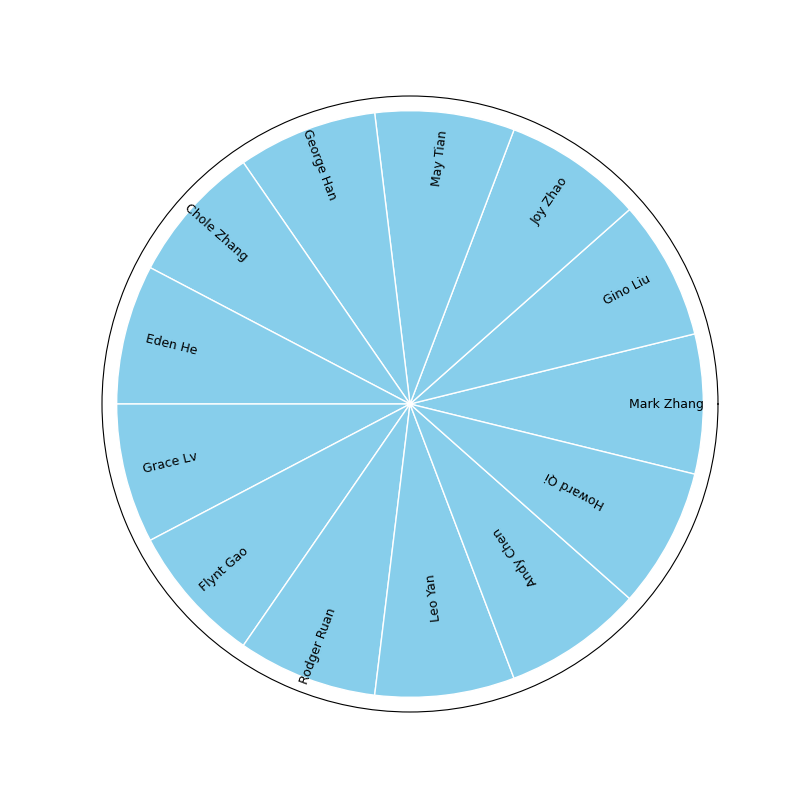 May Tian
George Han
Joy Zhao
Chole Zhang
Gino Liu
Eden He
Mark Zhang
Grace Lv
Howard Qi
Andy Chen
Flynt Gao
Leo Yan
Rodger Ruan